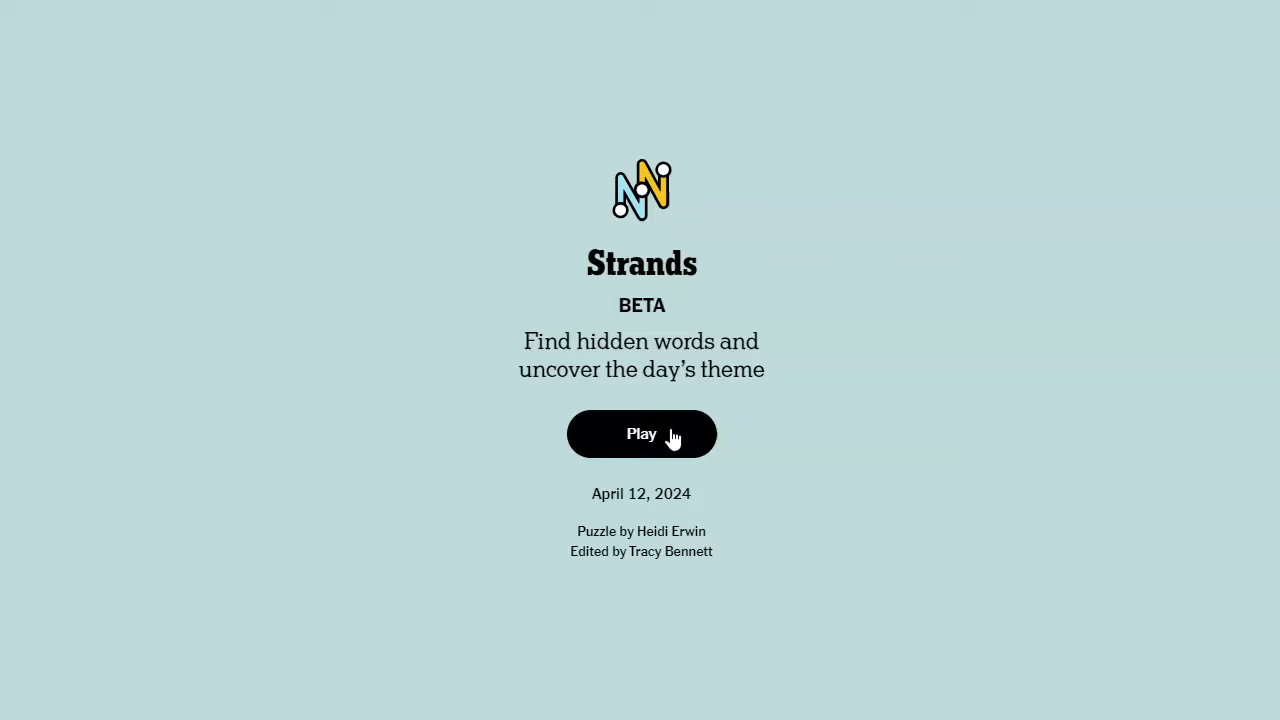 Strands
BETA
Find hidden words and
uncover the day’s theme
Play
April 12, 2024
Puzzle by Heidi Erwin
Edited by Tracy Bennett